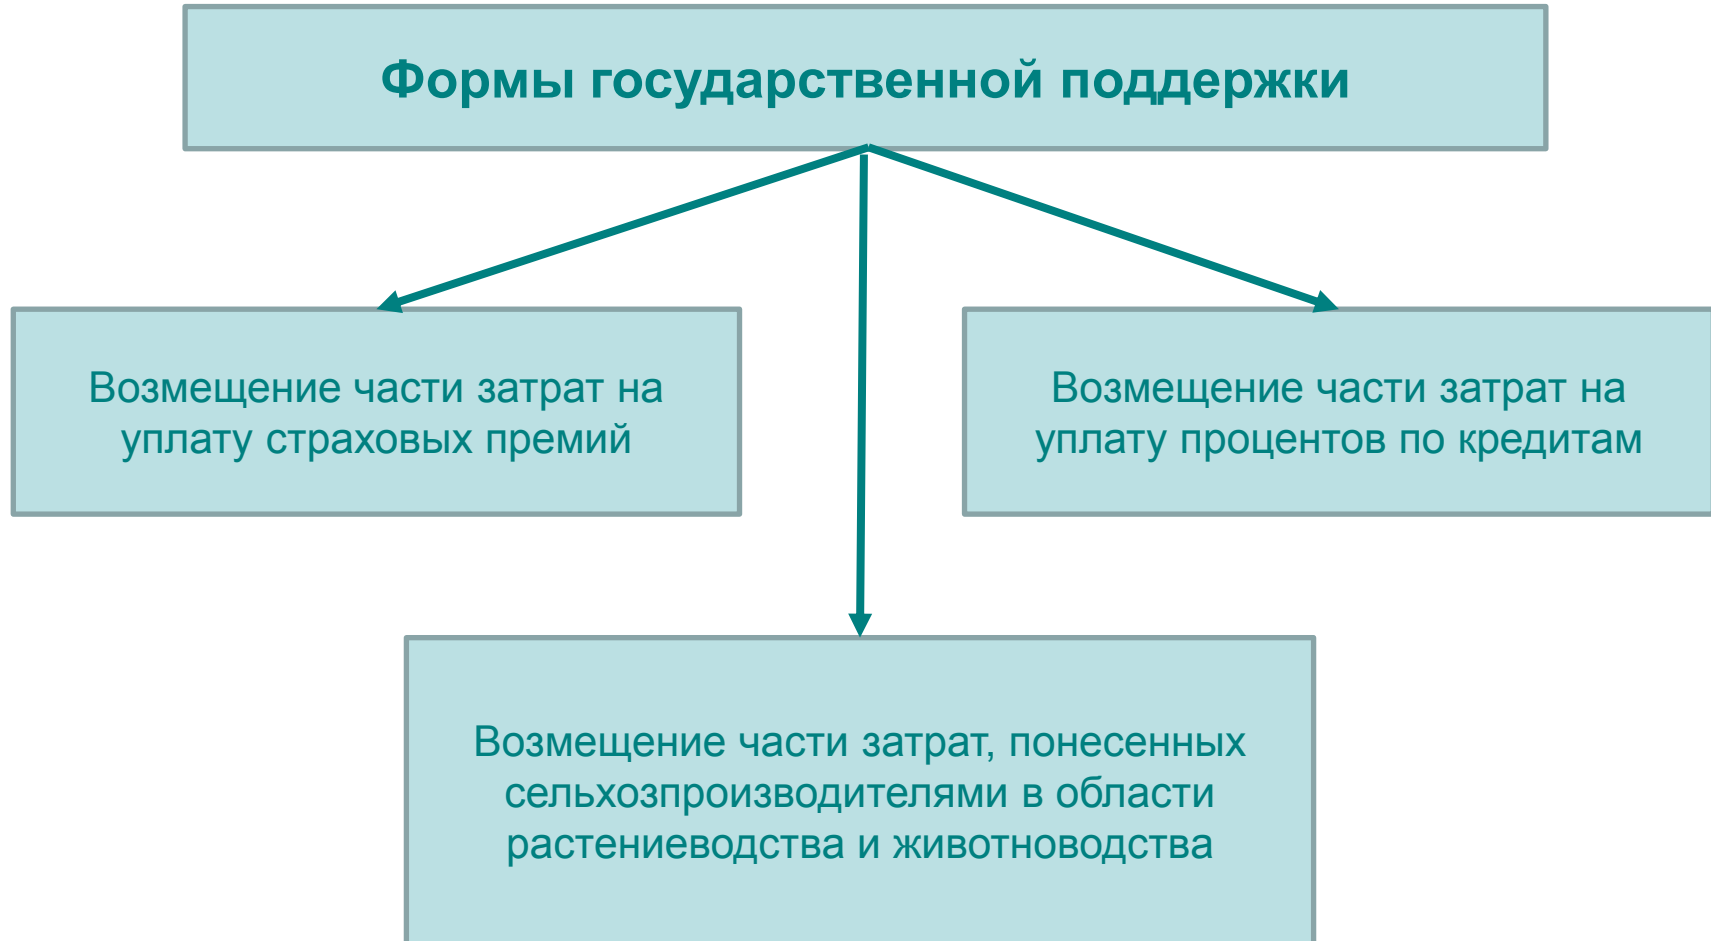 Формы государственной поддержки
Возмещение части затрат на
уплату страховых премий
Возмещение части затрат на
уплату процентов по кредитам
Возмещение части затрат, понесенных
сельхозпроизводителями в области
растениеводства и животноводства